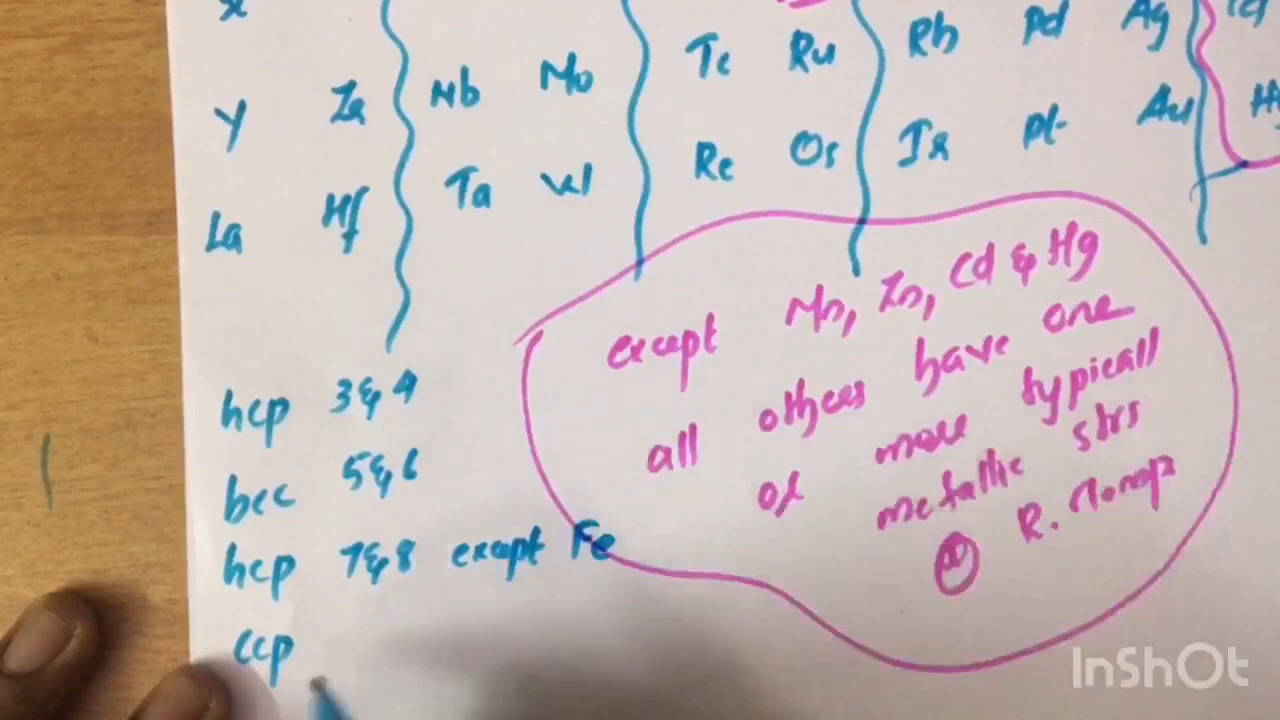 Tc Ru Rh Pd Ag
Y Zr Nb Mo
Re Os Ir Pt Au
La Hf Ta W
except Mn, Zn, Cd & Hg
all others have one
or more typicall
metallic strs
@ R. Temp
hcp 3&4
bcc 5&6
hcp 7&8 except Fe
ccp
InShOt